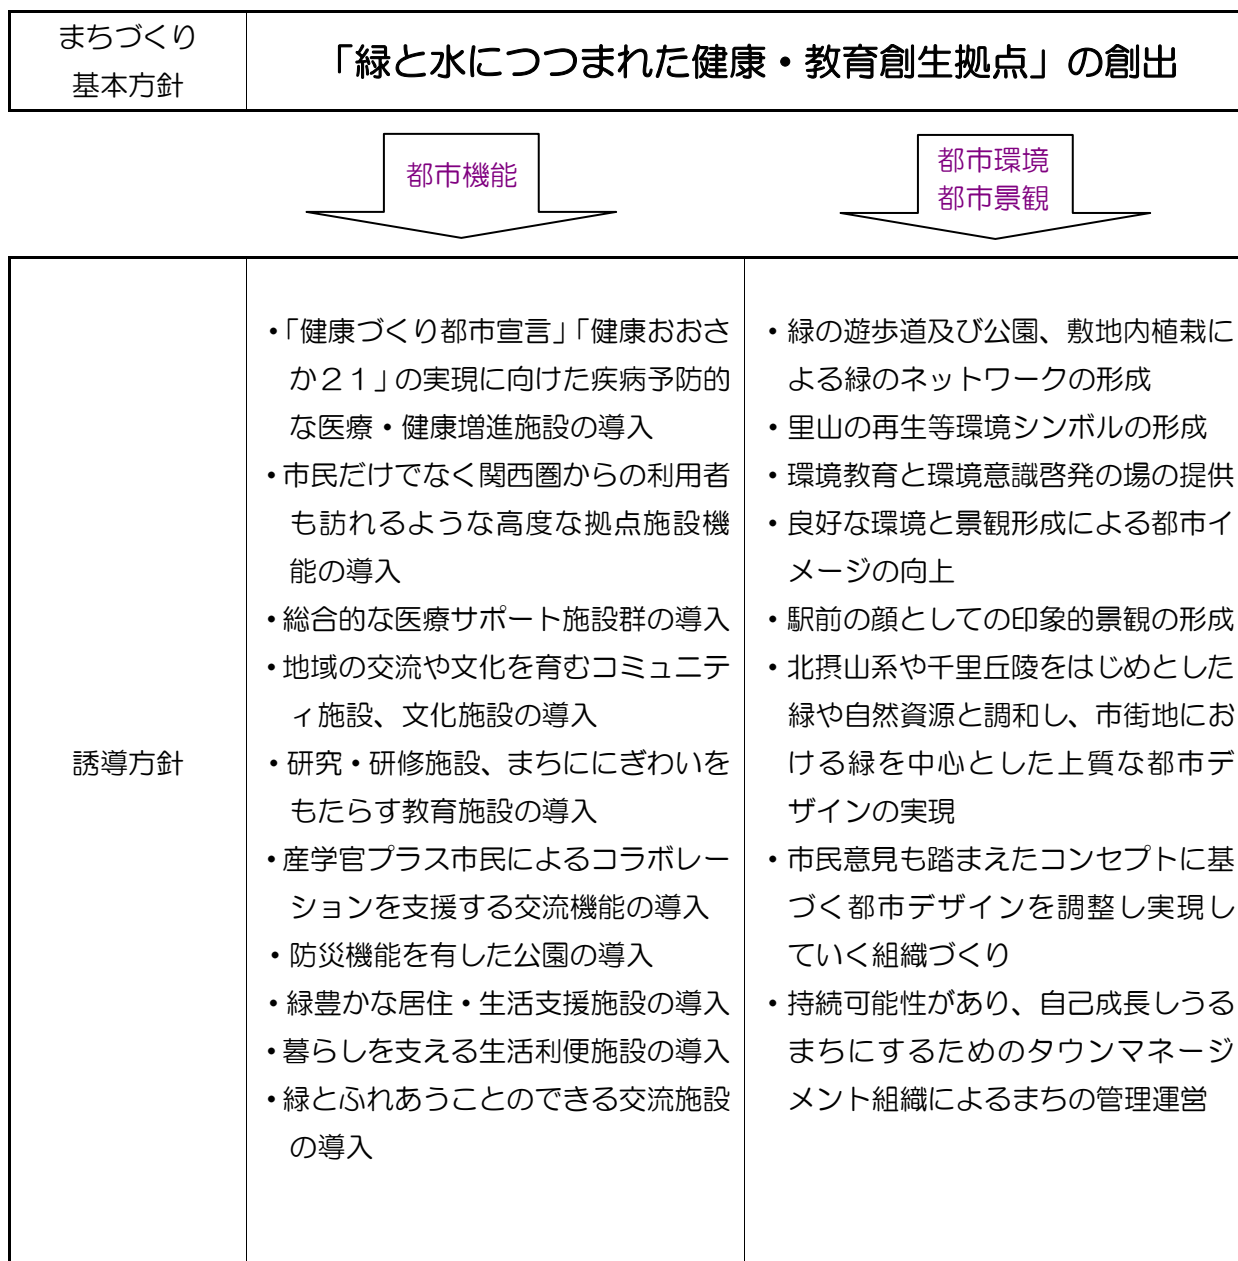 まちづくり
基本方針
「緑と水につつまれた健康・教育創生拠点」の創出
都市機能
都市環境
都市景観
誘導方針
・「健康づくり都市宣言」「健康おおさ
か２１」の実現に向けた疾病予防的
な医療・健康増進施設の導入
・市民だけでなく関西圏からの利用者
も訪れるような高度な拠点施設機
能の導入
・総合的な医療サポート施設群の導入
・地域の交流や文化を育むコミュニテ
ィ施設、文化施設の導入
・研究・研修施設、まちににぎわいを
もたらす教育施設の導入
・産学官プラス市民によるコラボレー
ションを支援する交流機能の導入
・防災機能を有した公園の導入
・緑豊かな居住・生活支援施設の導入
・暮らしを支える生活利便施設の導入
・緑とふれあうことのできる交流施設
の導入
・緑の遊歩道及び公園、敷地内植栽に
よる緑のネットワークの形成
・里山の再生等環境シンボルの形成
・環境教育と環境意識啓発の場の提供
・良好な環境と景観形成による都市イ
メージの向上
・駅前の顔としての印象的景観の形成
・北摂山系や千里丘陵をはじめとした
緑や自然資源と調和し、市街地にお
ける緑を中心とした上質な都市デ
ザインの実現
・市民意見も踏まえたコンセプトに基
づく都市デザインを調整し実現し
ていく組織づくり
・持続可能性があり、自己成長しうる
まちにするためのタウンマネージ
メント組織によるまちの管理運営